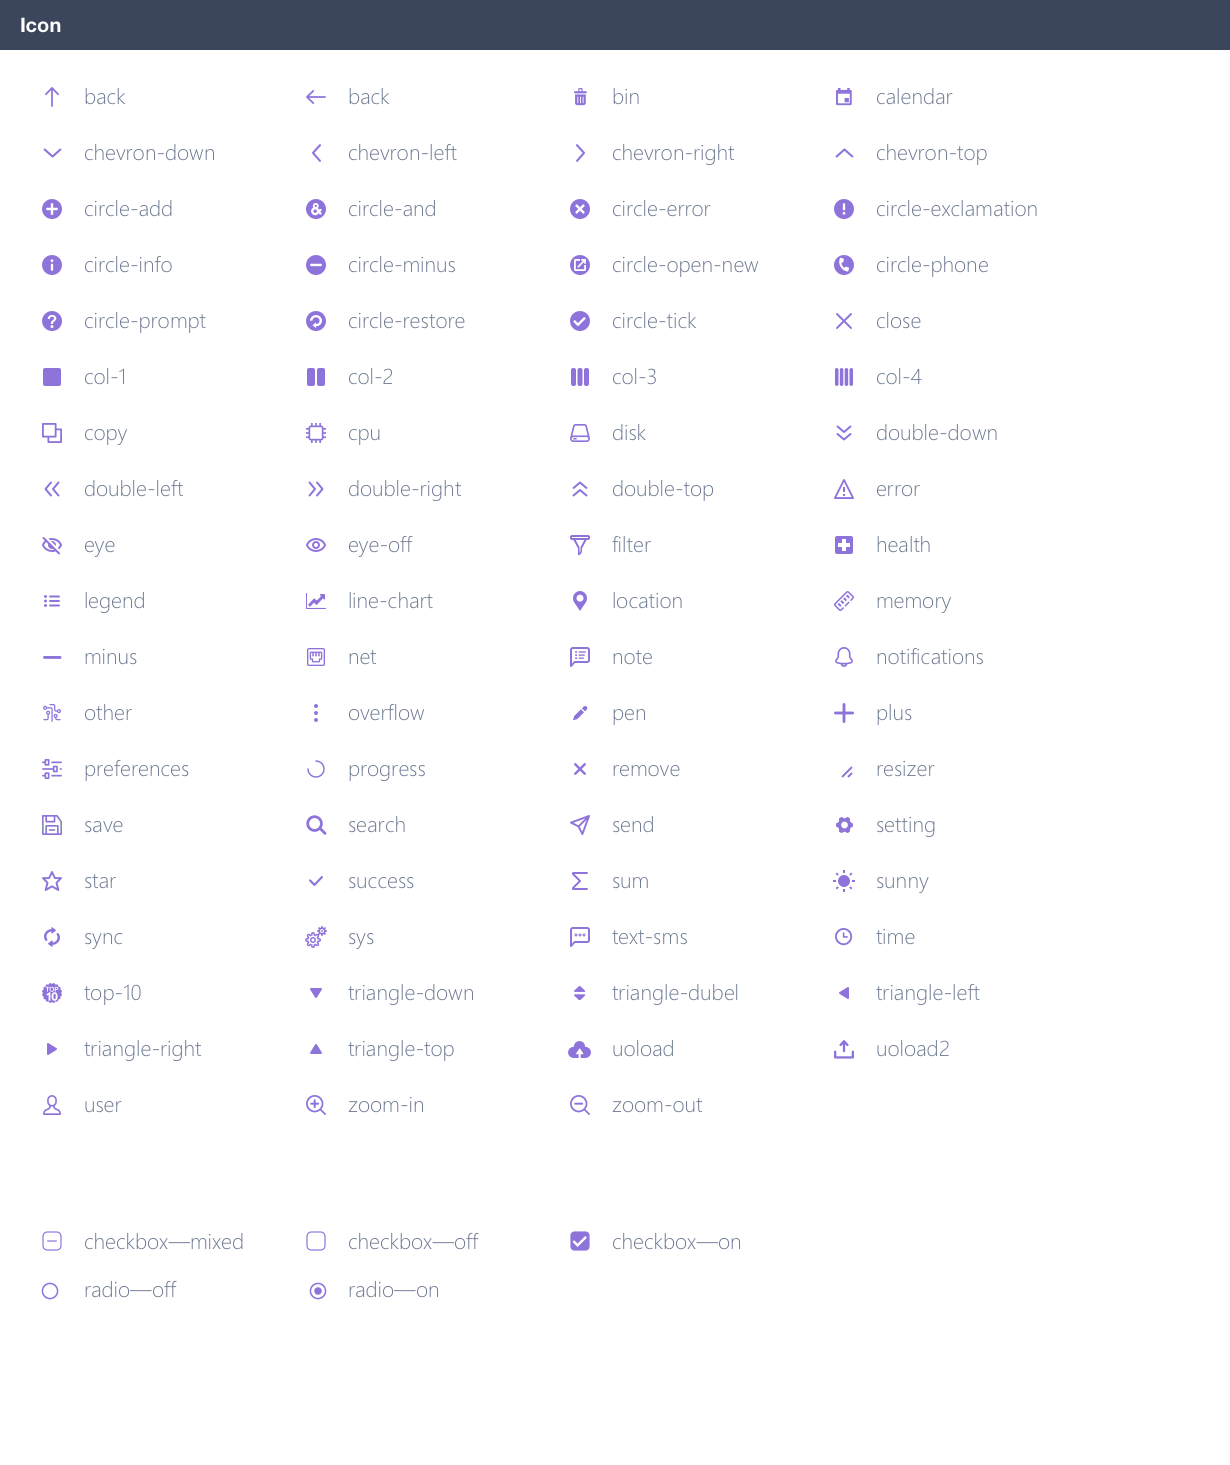 Icon
back back bin calendar
chevron-down chevron-left chevron-right chevron-top
circle-add circle-and circle-error circle-exclamation
circle-info circle-minus circle-open-new circle-phone
circle-prompt circle-restore circle-tick close
col-1 col-2 col-3 col-4
copy cpu disk double-down
double-left double-right double-top error
eye eye-off filter health
legend line-chart location memory
minus net note notifications
other overflow pen plus
preferences progress remove resizer
save search send setting
star success sum sunny
sync sys text-sms time
TOP 10 top-10 triangle-down triangle-dubel triangle-left
triangle-right triangle-top uoload uoload2
user zoom-in zoom-out
checkbox—mixed checkbox—off checkbox—on
radio—off radio—on